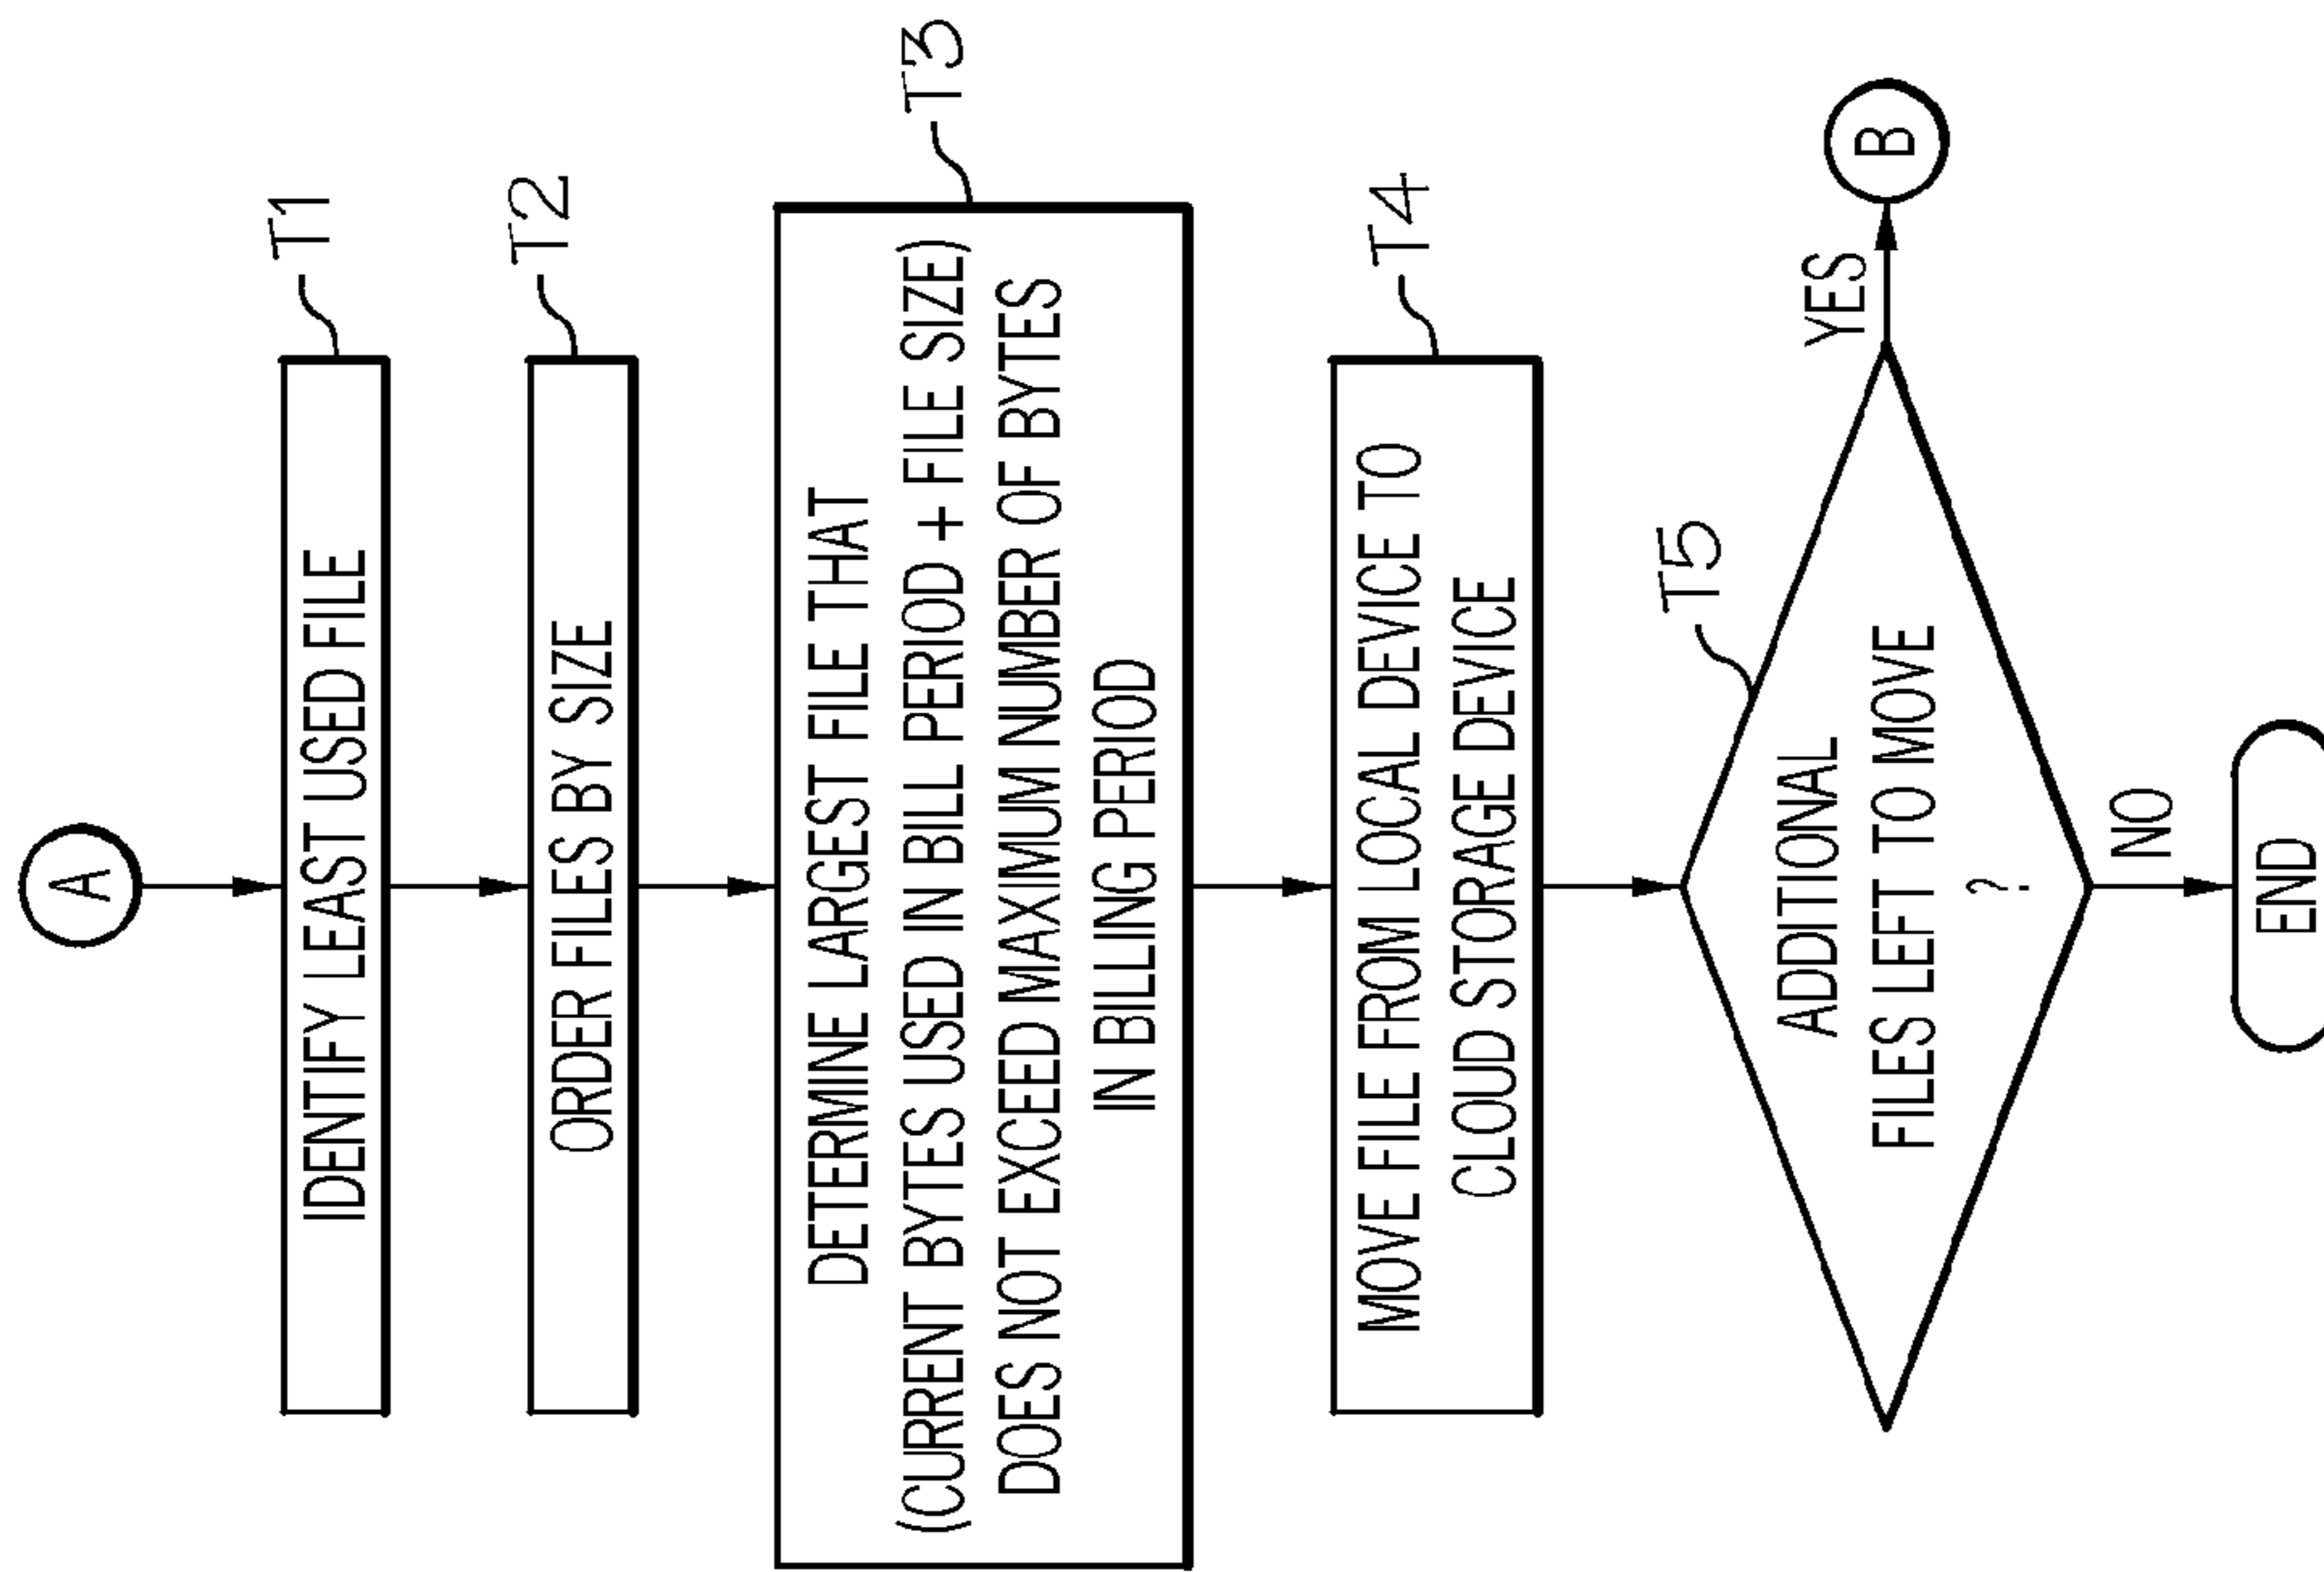 A
T1
IDENTIFY LEAST USED FILE
T2
ORDER FILES BY SIZE
T3
DETERMINE LARGEST FILE THAT
(CURRENT BYTES USED IN BILL PERIOD + FILE SIZE)
DOES NOT EXCEED MAXIMUM NUMBER OF BYTES
IN BILLING PERIOD
T4
MOVE FILE FROM LOCAL DEVICE TO
CLOUD STORAGE DEVICE
T5
ADDITIONAL
FILES LEFT TO MOVE
?
YES
B
NO
END